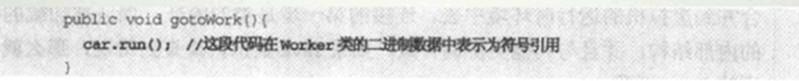 public void gotoWork(){
car.run(); //这段代码在Worker类的二进制数据中表示为符号引用
}